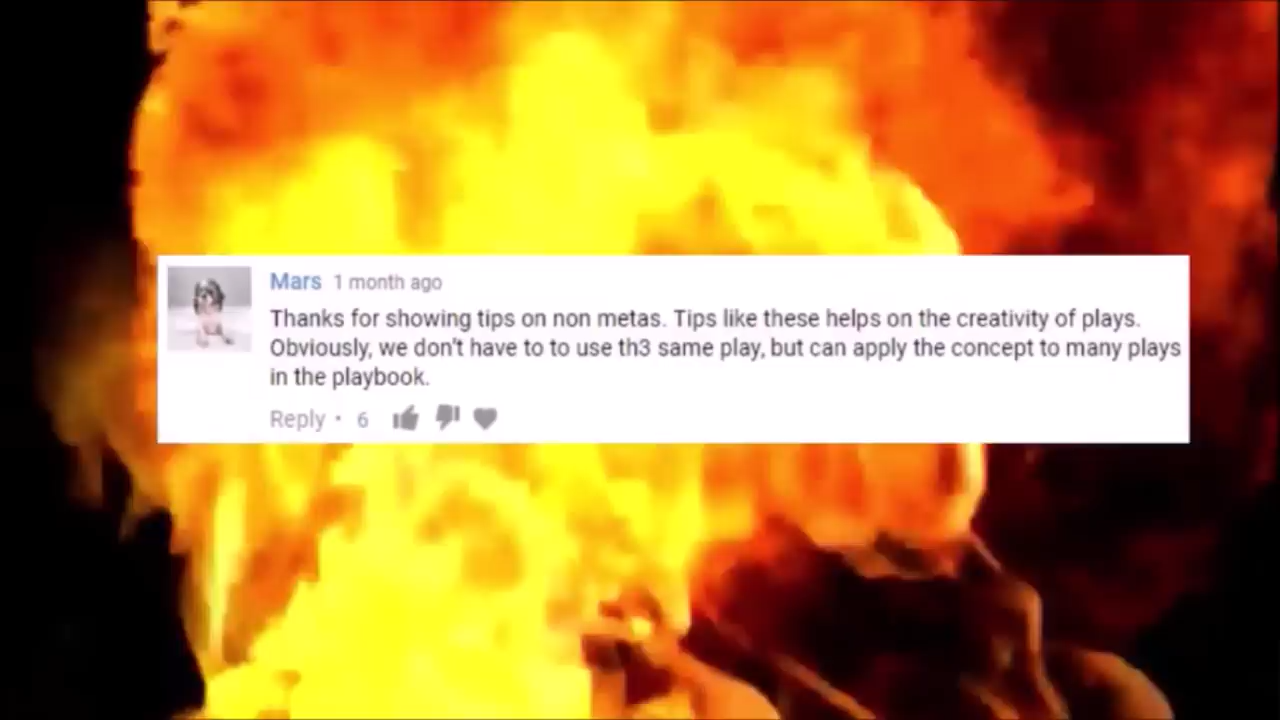 Mars 1 month ago
Thanks for showing tips on non metas. Tips like these helps on the creativity of plays.
Obviously, we don't have to to use th3 same play, but can apply the concept to many plays
in the playbook.
Reply · 6